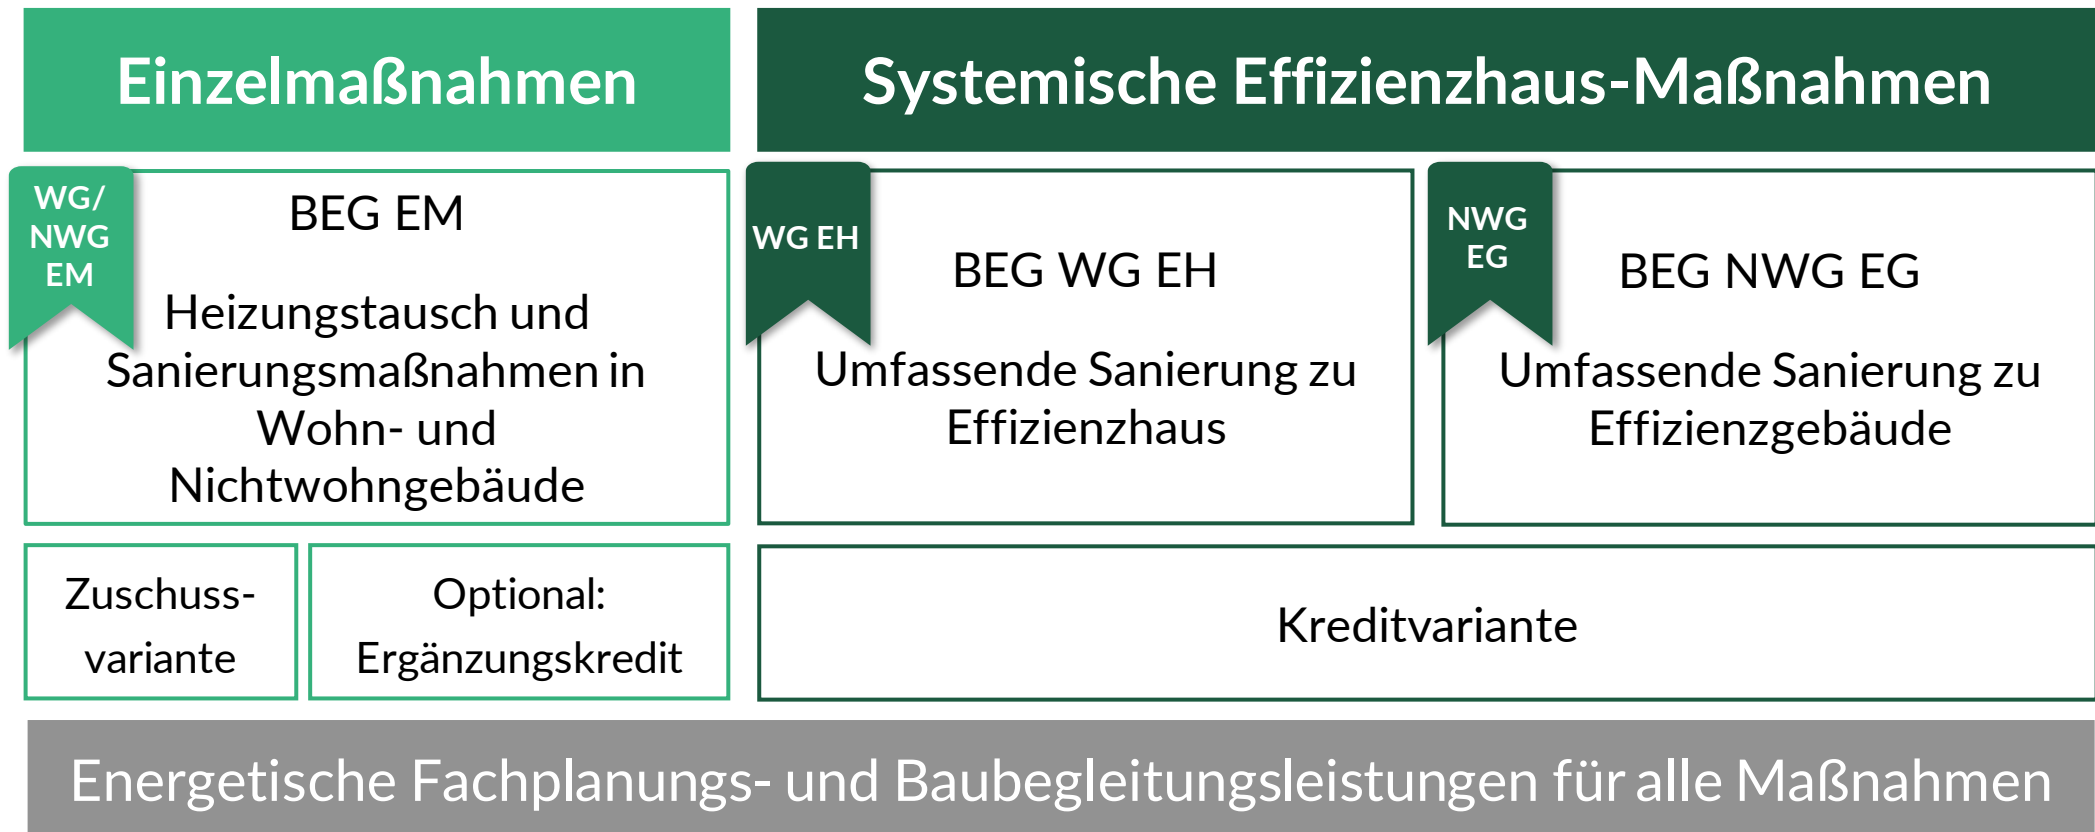 Einzelmaßnahmen
Systemische Effizienzhaus-Maßnahmen
WG/
NWG
EM
BEG EM
Heizungstausch und
Sanierungsmaßnahmen in
Wohn- und
Nichtwohngebäude
WG EH
BEG WG EH
Umfassende Sanierung zu
Effizienzhaus
NWG
EG
BEG NWG EG
Umfassende Sanierung zu
Effizienzgebäude
Zuschuss-
variante
Optional:
Ergänzungskredit
Kreditvariante
Energetische Fachplanungs- und Baubegleitungsleistungen für alle Maßnahmen